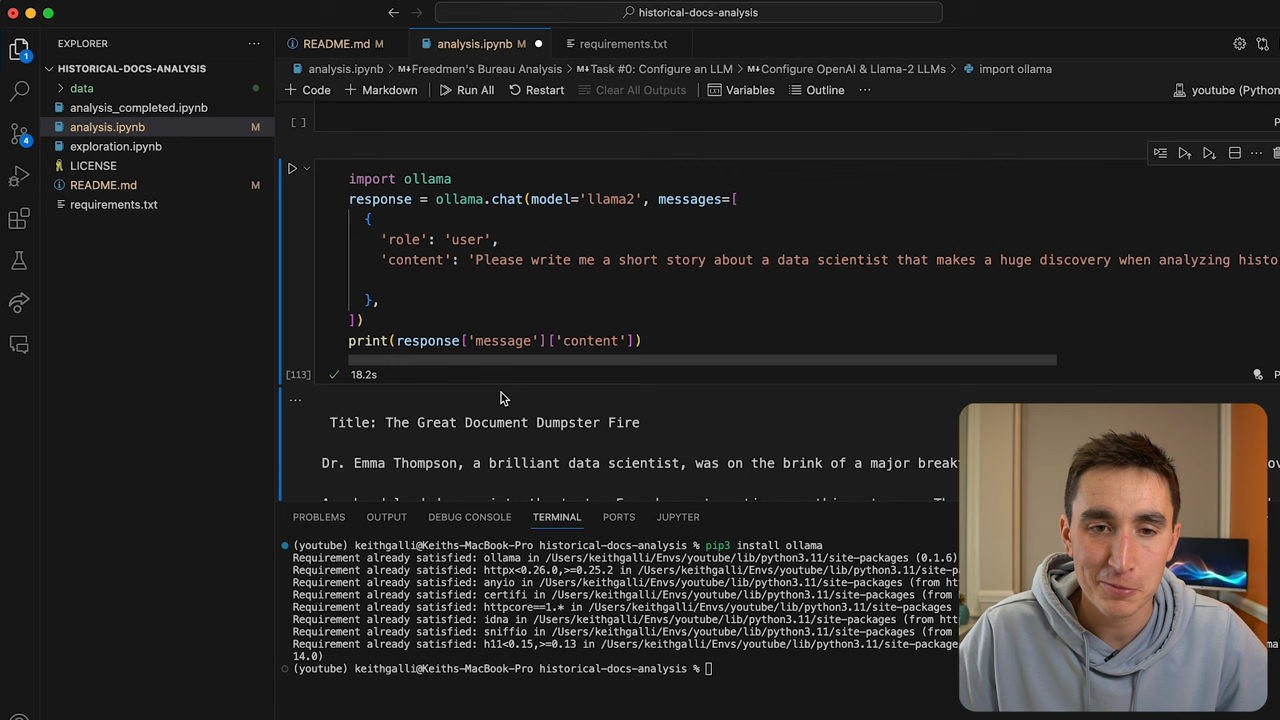 historical-docs-analysis
EXPLORER
HISTORICAL-DOCS-ANALYSIS
data
analysis_completed.ipynb
analysis.ipynb M
exploration.ipynb
LICENSE
README.md M
requirements.txt
1
4
README.md M
analysis.ipynb M
requirements.txt
analysis.ipynb > M Freedmen's Bureau Analysis > M Task #0: Configure an LLM > M Configure OpenAI & Llama-2 LLMs > import ollama
+ Code + Markdown Run All Restart Clear All Outputs Variables Outline ... youtube (Python
[ ]
import ollama
response = ollama.chat(model='llama2', messages=[
{
'role': 'user',
'content': 'Please write me a short story about a data scientist that makes a huge discovery when analyzing histo
},
])
print(response['message']['content'])
[113] 18.2s
...
Title: The Great Document Dumpster Fire
Dr. Emma Thompson, a brilliant data scientist, was on the brink of a major break
PROBLEMS OUTPUT DEBUG CONSOLE TERMINAL PORTS JUPYTER
(youtube) keithgalli@Keiths-MacBook-Pro historical-docs-analysis % pip3 install ollama
Requirement already satisfied: ollama in /Users/keithgalli/Envs/youtube/lib/python3.11/site-packages (0.1.6)
Requirement already satisfied: httpx<0.26.0,>=0.25.2 in /Users/keithgalli/Envs/youtube/lib/python3.11/site-packages
Requirement already satisfied: anyio in /Users/keithgalli/Envs/youtube/lib/python3.11/site-packages (from ht
Requirement already satisfied: certifi in /Users/keithgalli/Envs/youtube/lib/python3.11/site-packages (from
Requirement already satisfied: httpcore==1.* in /Users/keithgalli/Envs/youtube/lib/python3.11/site-packages
Requirement already satisfied: idna in /Users/keithgalli/Envs/youtube/lib/python3.11/site-packages (from htt
Requirement already satisfied: sniffio in /Users/keithgalli/Envs/youtube/lib/python3.11/site-packages (from
Requirement already satisfied: h11<0.15,>=0.13 in /Users/keithgalli/Envs/youtube/lib/python3.11/site-packages
14.0)
(youtube) keithgalli@Keiths-MacBook-Pro historical-docs-analysis %